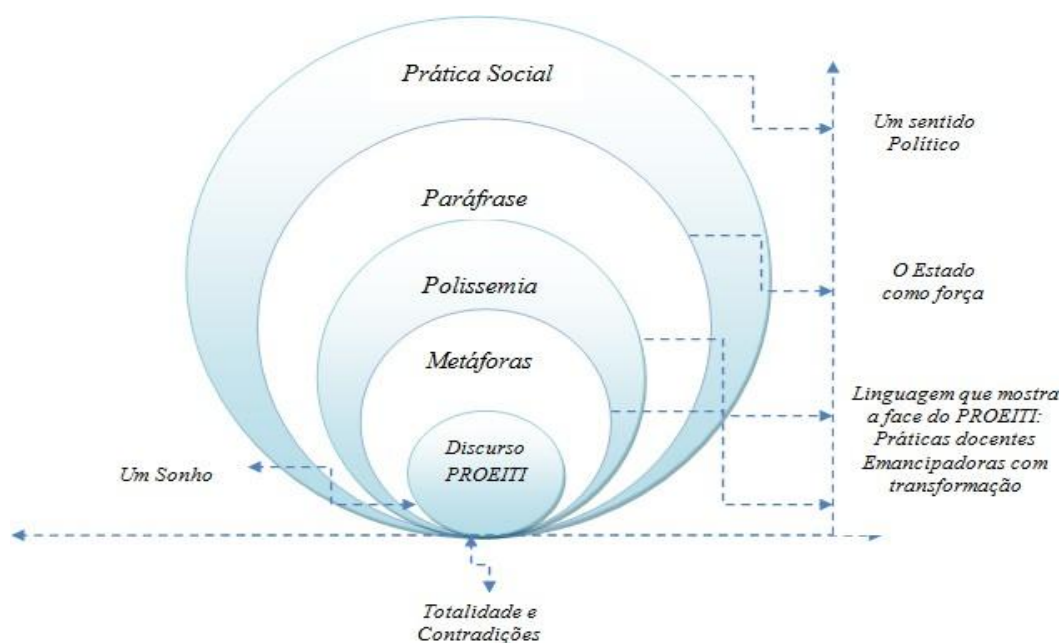 Prática Social
Paráfrase
Polissemia
Metáforas
Discurso
PROEITI
Um Sonho
Um sentido
Político
O Estado
como força
Linguagem que mostra
a face do PROEITI:
Práticas docentes
Emancipadoras com
transformação
Totalidade e
Contradições